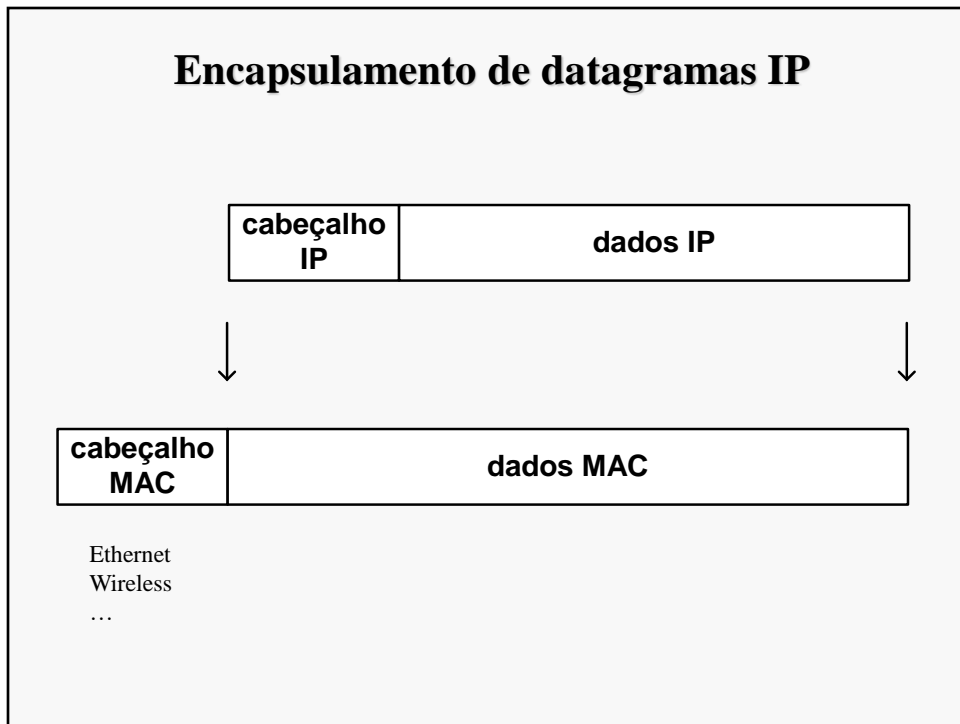 Encapsulamento de datagramas IP
cabeçalho
IP
dados IP
cabeçalho
MAC
dados MAC
Ethernet
Wireless
…